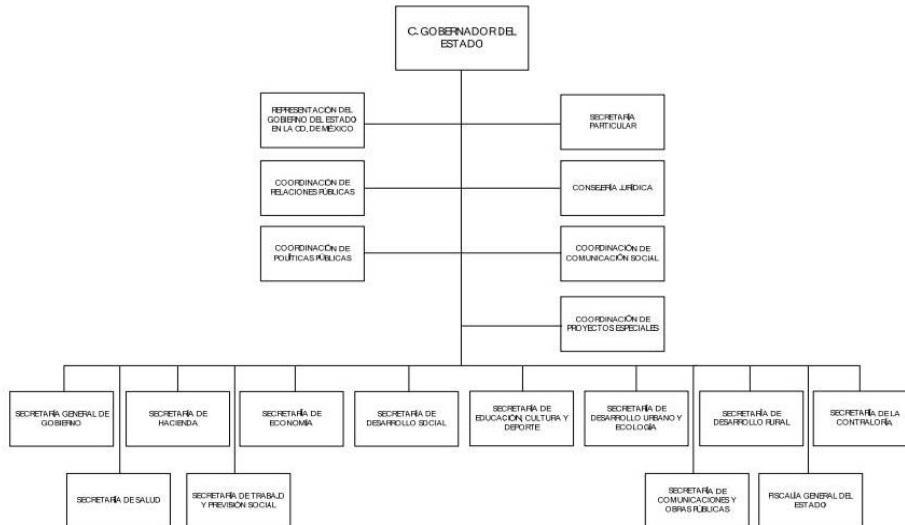 C. GOBERNADOR DEL
ESTADO
REPRESENTACIÓN DEL
GOBIERNO DEL ESTADO
EN LA CD. DE MÉXICO
SECRETARÍA
PARTICULAR
COORDINACIÓN DE
RELACIONES PÚBLICAS
CONSEJERÍA JURÍDICA
COORDINACIÓN DE
POLÍTICAS PÚBLICAS
COORDINACIÓN DE
COMUNICACIÓN SOCIAL
COORDINACIÓN DE
PROYECTOS ESPECIALES
SECRETARÍA GENERAL DE
GOBIERNO
SECRETARÍA DE
HACIENDA
SECRETARÍA DE
ECONOMÍA
SECRETARÍA DE
DESARROLLO SOCIAL
SECRETARÍA DE
EDUCACIÓN, CULTURA Y
DEPORTE
SECRETARÍA DE
DESARROLLO URBANO Y
ECOLOGÍA
SECRETARÍA DE
DESARROLLO RURAL
SECRETARÍA DE LA
CONTRALORÍA
SECRETARÍA DE SALUD
SECRETARÍA DE TRABAJO
Y PREVISIÓN SOCIAL
SECRETARÍA DE
COMUNICACIONES Y
OBRAS PÚBLICAS
FISCALÍA GENERAL DEL
ESTADO